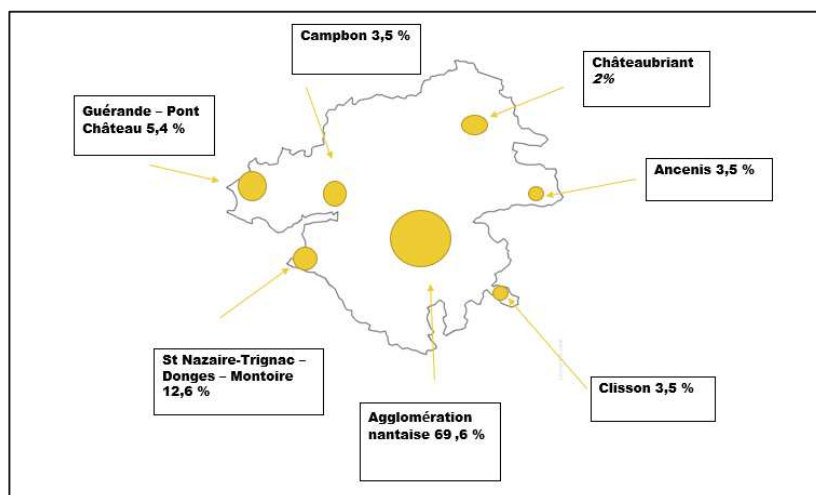 Campbon 3,5 %
Châteaubriant
2%
Guérande – Pont
Château 5,4 %
Ancenis 3,5 %
St Nazaire-Trignac –
Donges – Montoire
12,6 %
Agglomération
nantaise 69 ,6 %
Clisson 3,5 %